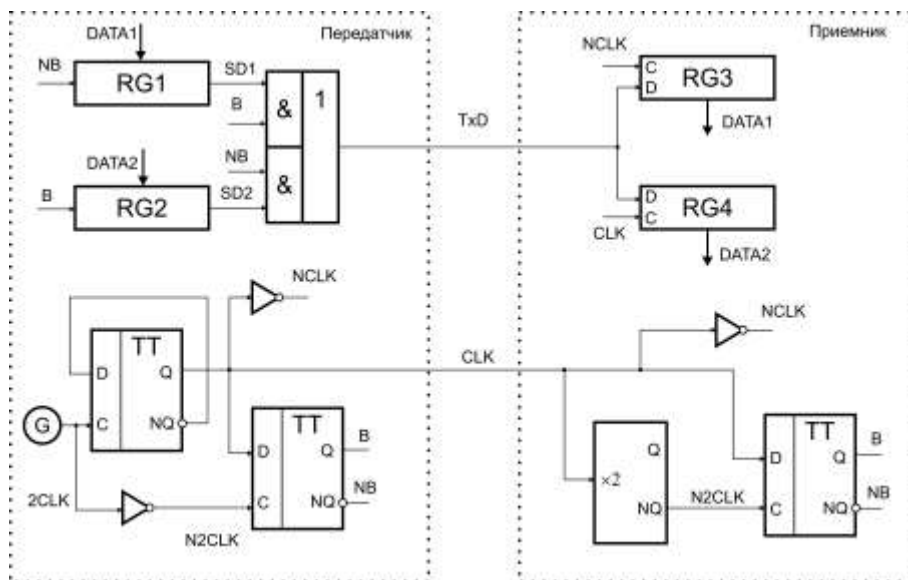 DATA1
Передатчик
NB
RG1
SD1
B
&
1
NB
&
DATA2
B
RG2
SD2
TxD
Приемник
NCLK
C
D
RG3
DATA1
D
C
RG4
CLK
DATA2
NCLK
TT
D
Q
C
NQ
G
2CLK
N2CLK
TT
D
Q
C
NQ
B
NB
CLK
NCLK
×2
Q
NQ
N2CLK
TT
D
Q
C
NQ
B
NB